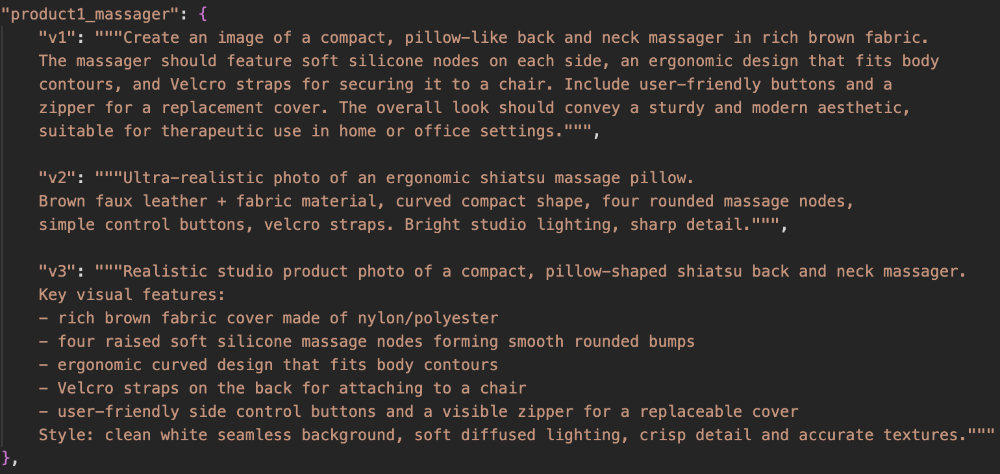 "product1_massager": {
"v1": """Create an image of a compact, pillow-like back and neck massager in rich brown fabric.
The massager should feature soft silicone nodes on each side, an ergonomic design that fits body
contours, and Velcro straps for securing it to a chair. Include user-friendly buttons and a
zipper for a replacement cover. The overall look should convey a sturdy and modern aesthetic,
suitable for therapeutic use in home or office settings.""",
"v2": """Ultra-realistic photo of an ergonomic shiatsu massage pillow.
Brown faux leather + fabric material, curved compact shape, four rounded massage nodes,
simple control buttons, velcro straps. Bright studio lighting, sharp detail.""",
"v3": """Realistic studio product photo of a compact, pillow-shaped shiatsu back and neck massager.
Key visual features:
- rich brown fabric cover made of nylon/polyester
- four raised soft silicone massage nodes forming smooth rounded bumps
- ergonomic curved design that fits body contours
- Velcro straps on the back for attaching to a chair
- user-friendly side control buttons and a visible zipper for a replaceable cover
Style: clean white seamless background, soft diffused lighting, crisp detail and accurate textures."""
},